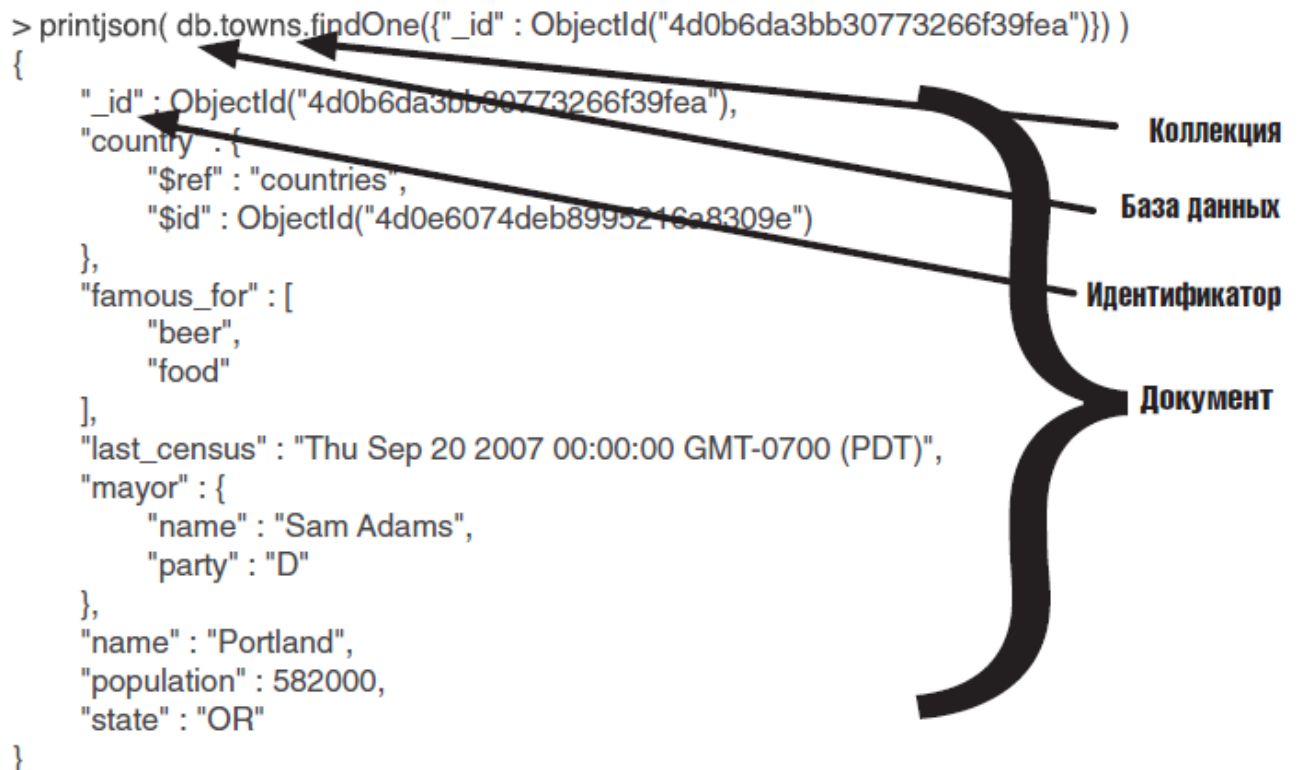 > printjson( db.towns.findOne({"_id" : ObjectId("4d0b6da3bb30773266f39fea")}) )
{
"_id" : ObjectId("4d0b6da3bb30773266f39fea"),
"country" : {
"$ref" : "countries",
"$id" : ObjectId("4d0e6074deb8995216a8309e")
},
"famous_for" : [
"beer",
"food"
],
"last_census" : "Thu Sep 20 2007 00:00:00 GMT-0700 (PDT)",
"mayor" : {
"name" : "Sam Adams",
"party" : "D"
},
"name" : "Portland",
"population" : 582000,
"state" : "OR"
}
Коллекция
База данных
Идентификатор
Документ